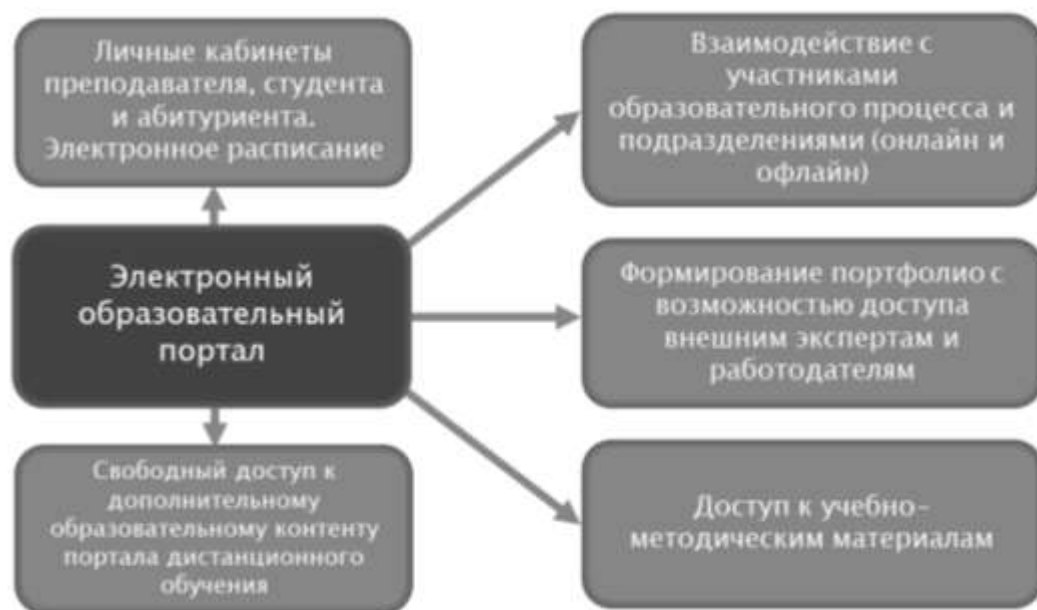 Личные кабинеты
преподавателя, студента
и абитуриента.
Электронное расписание
Взаимодействие с
участниками
образовательного процесса и
подразделениями (онлайн и
офлайн)
Электронный
образовательный
портал
Формирование портфолио с
возможностью доступа
внешним экспертам и
работодателям
Свободный доступ к
дополнительному
образовательному контенту
портала дистанционного
обучения
Доступ к учебно-
методическим материалам